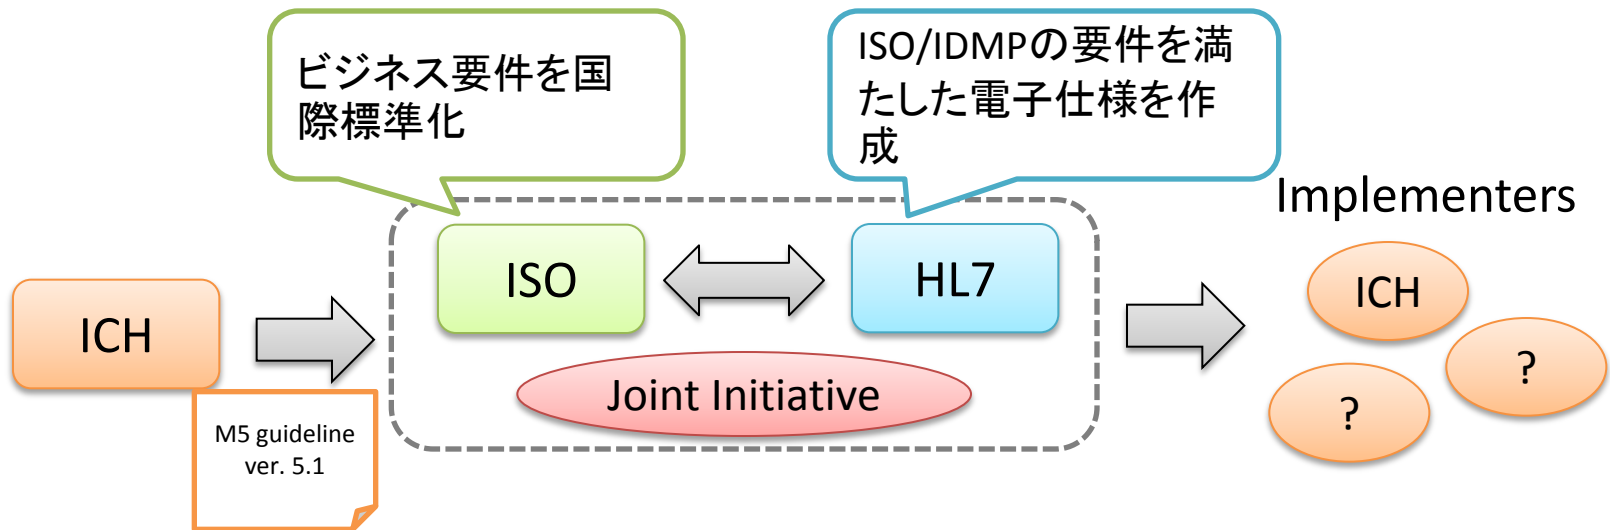 ビジネス要件を国
際標準化
ISO/IDMPの要件を満
たした電子仕様を作
成
Implementers
ICH
M5 guideline
ver. 5.1
ISO
HL7
Joint Initiative
ICH
?
?